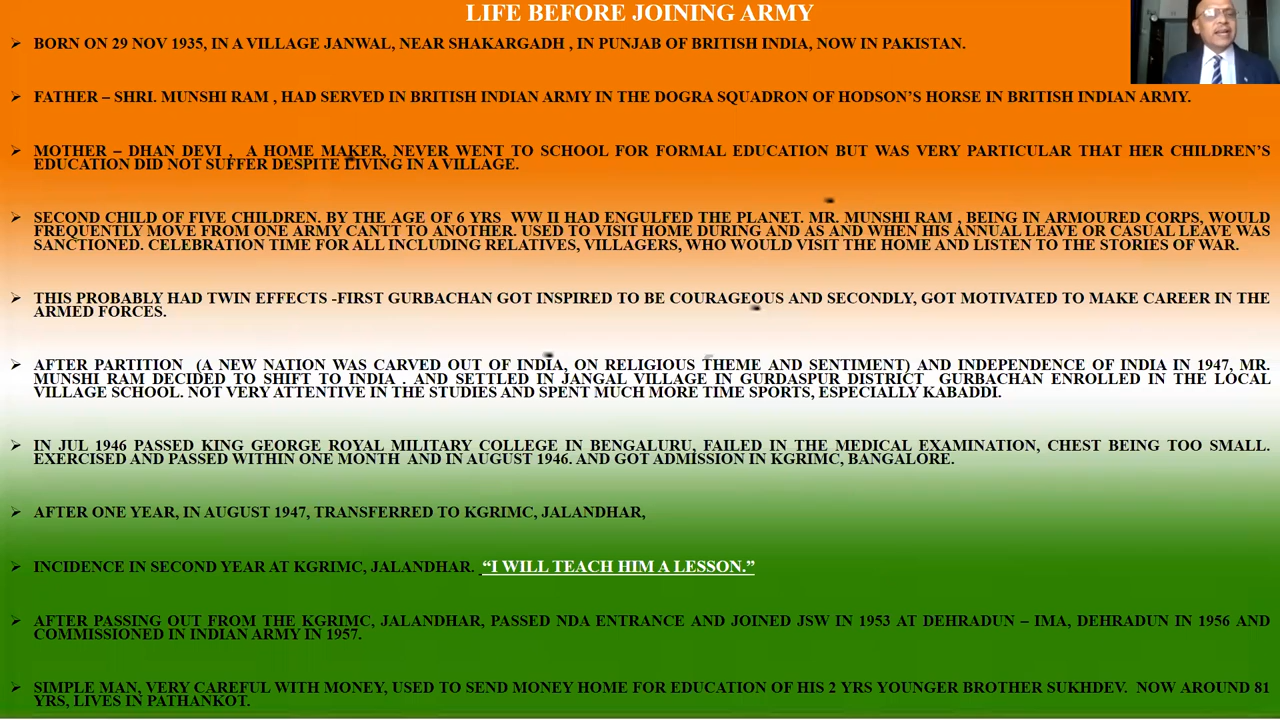 LIFE BEFORE JOINING ARMY
➢ BORN ON 29 NOV 1935, IN A VILLAGE JANWAL, NEAR SHAKARGADH , IN PUNJAB OF BRITISH INDIA, NOW IN PAKISTAN.
➢ FATHER – SHRI. MUNSHI RAM , HAD SERVED IN BRITISH INDIAN ARMY IN THE DOGRA SQUADRON OF HODSON'S HORSE IN BRITISH INDIAN ARMY.
➢ MOTHER – DHAN DEVI , A HOME MAKER, NEVER WENT TO SCHOOL FOR FORMAL EDUCATION BUT WAS VERY PARTICULAR THAT HER CHILDREN'S
EDUCATION DID NOT SUFFER DESPITE LIVING IN A VILLAGE.
➢ SECOND CHILD OF FIVE CHILDREN. BY THE AGE OF 6 YRS WW II HAD ENGULFED THE PLANET. MR. MUNSHI RAM , BEING IN ARMOURED CORPS, WOULD
FREQUENTLY MOVE FROM ONE ARMY CANTT TO ANOTHER. USED TO VISIT HOME DURING AND AS AND WHEN HIS ANNUAL LEAVE OR CASUAL LEAVE WAS
SANCTIONED. CELEBRATION TIME FOR ALL INCLUDING RELATIVES, VILLAGERS, WHO WOULD VISIT THE HOME AND LISTEN TO THE STORIES OF WAR.
➢ THIS PROBABLY HAD TWIN EFFECTS -FIRST GURBACHAN GOT INSPIRED TO BE COURAGEOUS AND SECONDLY, GOT MOTIVATED TO MAKE CAREER IN THE
ARMED FORCES.
➢ AFTER PARTITION (A NEW NATION WAS CARVED OUT OF INDIA, ON RELIGIOUS THEME AND SENTIMENT) AND INDEPENDENCE OF INDIA IN 1947, MR.
MUNSHI RAM DECIDED TO SHIFT TO INDIA . AND SETTLED IN JANGAL VILLAGE IN GURDASPUR DISTRICT GURBACHAN ENROLLED IN THE LOCAL
VILLAGE SCHOOL. NOT VERY ATTENTIVE IN THE STUDIES AND SPENT MUCH MORE TIME SPORTS, ESPECIALLY KABADDI.
➢ IN JUL 1946 PASSED KING GEORGE ROYAL MILITARY COLLEGE IN BENGALURU, FAILED IN THE MEDICAL EXAMINATION, CHEST BEING TOO SMALL.
EXERCISED AND PASSED WITHIN ONE MONTH AND IN AUGUST 1946. AND GOT ADMISSION IN KGRIMC, BANGALORE.
➢ AFTER ONE YEAR, IN AUGUST 1947, TRANSFERRED TO KGRIMC, JALANDHAR,
➢ INCIDENCE IN SECOND YEAR AT KGRIMC, JALANDHAR. “I WILL TEACH HIM A LESSON.”
➢ AFTER PASSING OUT FROM THE KGRIMC, JALANDHAR, PASSED NDA ENTRANCE AND JOINED JSW IN 1953 AT DEHRADUN – IMA, DEHRADUN IN 1956 AND
COMMISSIONED IN INDIAN ARMY IN 1957.
➢ SIMPLE MAN, VERY CAREFUL WITH MONEY, USED TO SEND MONEY HOME FOR EDUCATION OF HIS 2 YRS YOUNGER BROTHER SUKHDEV. NOW AROUND 81
YRS, LIVES IN PATHANKOT.